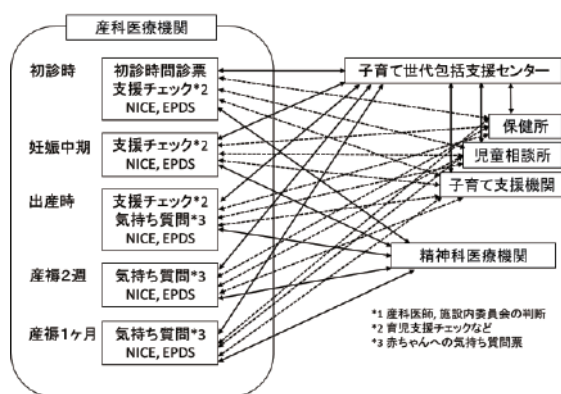 産科医療機関
初診時
初診時間診票
支援チェック*2
NICE, EPDS
妊娠中期
支援チェック*2
NICE, EPDS
出産時
支援チェック*2
気持ち質問*3
NICE, EPDS
産褥2週
気持ち質問*3
NICE, EPDS
産褥1ヶ月
気持ち質問*3
NICE, EPDS
子育て世代包括支援センター
保健所
児童相談所
子育て支援機関
精神科医療機関
*1 産科医師, 施設内委員会の判断
*2 育児支援チェックなど
*3 赤ちゃんへの気持ち質問票